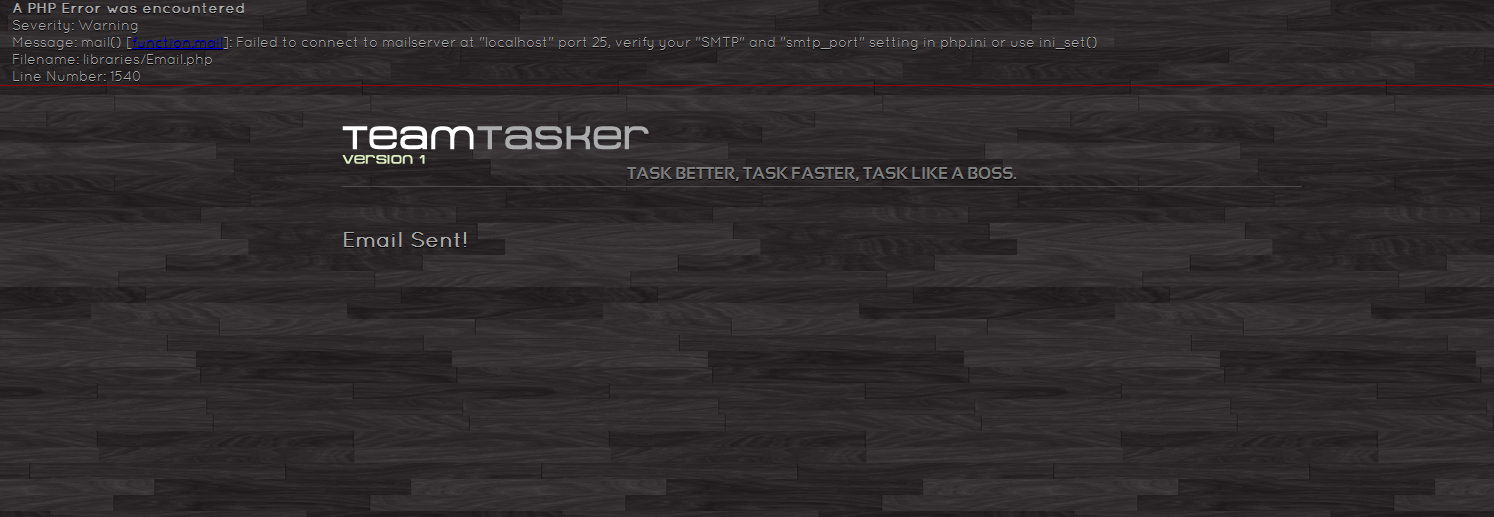 A PHP Error was encountered
Severity: Warning
Message: mail() [function.mail]: Failed to connect to mailserver at "localhost" port 25, verify your "SMTP" and "smtp_port" setting in php.ini or use ini_set()
Filename: libraries/Email.php
Line Number: 1540
TeamTasker
version 1
TASK BETTER, TASK FASTER, TASK LIKE A BOSS.
Email Sent!